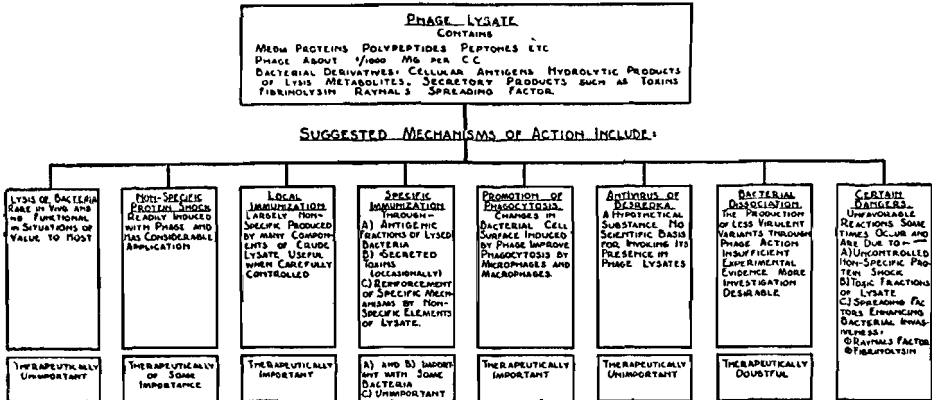 PHAGE LYSATE
CONTAINS
MEDIA PROTEINS POLYPEPTIDES PEPTONES ETC
PHAGE ABOUT 1/1000 MG PER C C
BACTERIAL DERIVATIVES: CELLULAR ANTIGENS HYDROLYTIC PRODUCTS
OF LYSIS METABOLITES, SECRETORY PRODUCTS SUCH AS TOXINS
FIBRINOLYSIN RAYNALS SPREADING FACTOR
SUGGESTED MECHANISMS OF ACTION INCLUDE:
LYSIS OF BACTERIA
RARE IN VIVO AND
NON FUNCTIONAL
IN SITUATIONS OF
VALUE TO HOST
THERAPEUTICALLY
UNIMPORTANT
NON-SPECIFIC
PROTEIN SHOCK
READILY INDUCED
WITH PHAGE AND
HAS CONSIDERABLE
APPLICATION
THERAPEUTICALLY
OF SOME
IMPORTANCE
LOCAL
IMMUNIZATION
LARGELY NON-
SPECIFIC PRODUCED
BY MANY COMPON-
ENTS OF CRUDE
LYSATE USEFUL
WHEN CAREFULLY
CONTROLLED
THERAPEUTICALLY
IMPORTANT
SPECIFIC
IMMUNIZATION
THROUGH-
A) ANTIGENIC
FRACTIONS OF LYSED
BACTERIA
B) SECRETED
TOXINS
(OCCASIONALLY)
C) REINFORCEMENT
OF SPECIFIC MECH-
ANISMS BY NON-
SPECIFIC ELEMENTS
OF LYSATE.
A) AND B) IMPORT-
ANT WITH SOME
BACTERIA
C) UNIMPORTANT
PROMOTION OF
PHAGOCYTOSIS.
CHANGES IN
BACTERIAL CELL
SURFACE INDUCED
BY PHAGE IMPROVE
PHAGOCYTOSIS BY
MICROPHAGES AND
MACROPHAGES.
THERAPEUTICALLY
IMPORTANT
ANTIVIRUS OF
BESREDKA
A HYPOTHETICAL
SUBSTANCE NO
SCIENTIFIC BASIS
FOR INVOKING ITS
PRESENCE IN
PHAGE LYSATES
THERAPEUTICALLY
UNIMPORTANT
BACTERIAL
DISSOCIATION.
THE PRODUCTION
OF LESS VIRULENT
VARIANTS THROUGH
PHAGE ACTION
INSUFFICIENT
EXPERIMENTAL
EVIDENCE MORE
INVESTIGATION
DESIRABLE
THERAPEUTICALLY
DOUBTFUL
CERTAIN
DANGERS.
UNFAVORABLE
REACTIONS SOME
TIMES OCCUR AND
ARE DUE TO-
A) UNCONTROLLED
NON-SPECIFIC PRO-
TEIN SHOCK
B) TOXIC FRACTIONS
OF LYSATE
C) SPREADING FAC
TORS ENHANCING
BACTERIAL INVAS-
IVENESS:
RAYNALS FACTOR
FIBRINOLYSIN